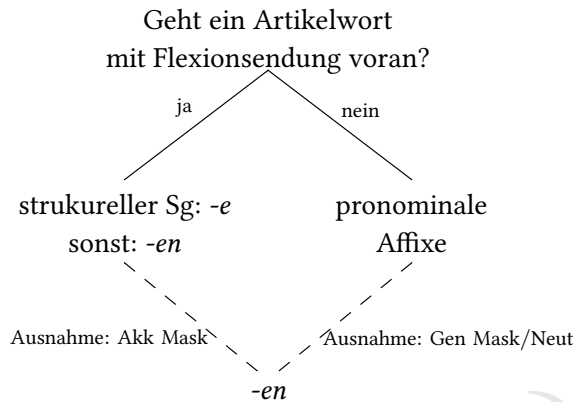 Geht ein Artikelwort
mit Flexionsendung voran?
ja
nein
strukureller Sg: -e
sonst: -en
pronominale
Affixe
Ausnahme: Akk Mask
Ausnahme: Gen Mask/Neut
-en